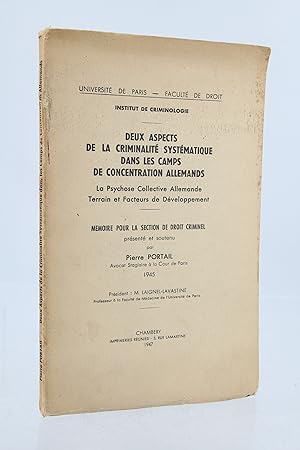 UNIVERSITÉ DE PARIS — FACULTÉ DE DROIT
INSTITUT DE CRIMINOLOGIE
DEUX ASPECTS
DE LA CRIMINALITÉ SYSTÉMATIQUE
DANS LES CAMPS
DE CONCENTRATION ALLEMANDS
La Psychose Collective Allemande
Terrain et Facteurs de Développement
MÉMOIRE POUR LA SECTION DE DROIT CRIMINEL
présenté et soutenu
par
Pierre PORTAIL
Avocat Stagiaire à la Cour de Paris
1945
Président : M. LAIGNEL-LAVASTINE
Professeur à la Faculté de Médecine de l'Université de Paris
CHAMBERY
IMPRIMERIES RÉUNIES - 3, RUE LAMARTINE
1947